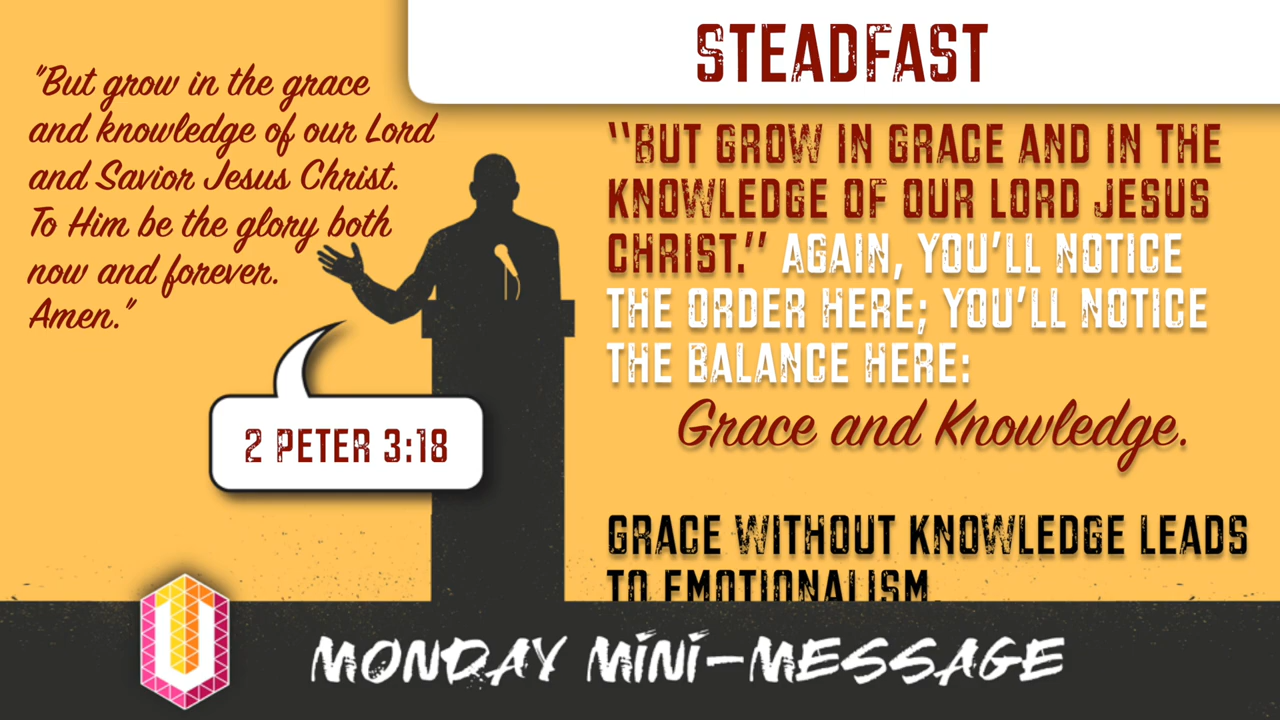 STEADFAST
"But grow in the grace
and knowledge of our Lord
and Savior Jesus Christ.
To Him be the glory both
now and forever.
Amen."
2 PETER 3:18
"BUT GROW IN GRACE AND IN THE
KNOWLEDGE OF OUR LORD JESUS
CHRIST." AGAIN, YOU'LL NOTICE
THE ORDER HERE; YOU'LL NOTICE
THE BALANCE HERE:
Grace and Knowledge.
GRACE WITHOUT KNOWLEDGE LEADS
TO EMOTIONALISM.
U
MONDAY MINI-MESSAGE